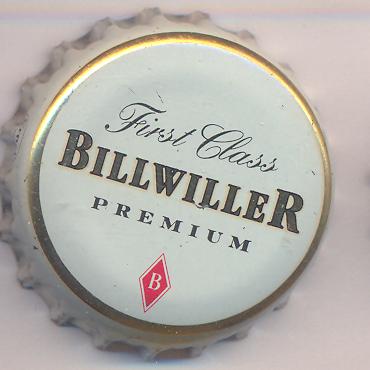 First Class
BILLWILLER
PREMIUM
B